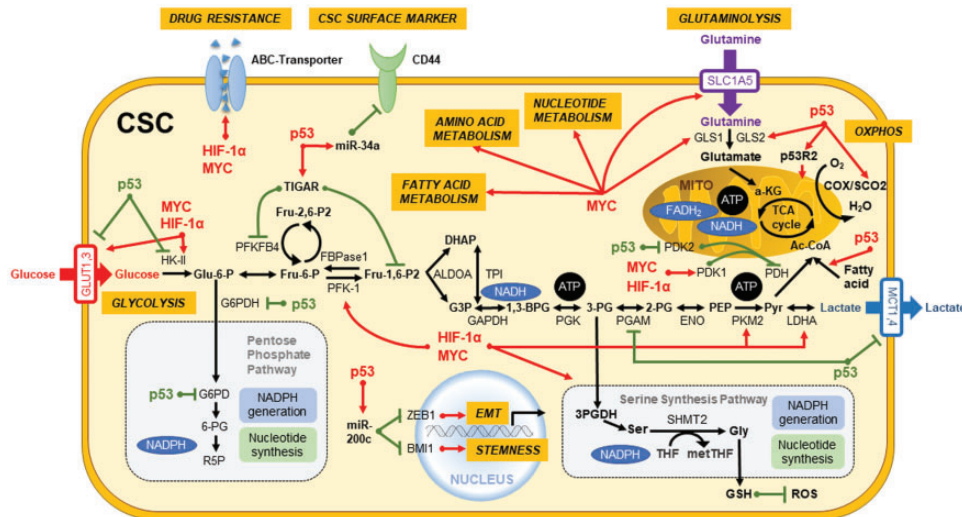 DRUG RESISTANCE
CSC SURFACE MARKER
GLUTAMINOLYSIS
Glutamine
ABC-Transporter
CD44
SLC1A5
CSC
NUCLEOTIDE
METABOLISM
AMINO ACID
METABOLISM
Glutamine
GLS1
GLS2
p53
OXPHOS
p53
miR-34a
HIF-1α
MYC
Glutamate
p53R2
O2
COX/SCO2
H2O
p53
TIGAR
FATTY ACID
METABOLISM
MYC
MITO
a-KG
ATP
FADH2
NADH
TCA
cycle
Ac-CoA
MYC
HIF-1α
HK-II
Fru-2,6-P2
PFKFB4
FBPase1
PFK-1
DHAP
ALDOA
TPI
p53
PDK2
MYC
HIF-1α
PDK1
PDH
p53
Fatty
acid
Glucose
GLUT1,3
Glucose
Glu-6-P
Fru-6-P
Fru-1,6-P2
GLYCOLYSIS
G6PDH
p53
NADH
ATP
ATP
G3P
1,3-BPG
3-PG
2-PG
PEP
Pyr
Lactate
MCT1,4
Lactate
GAPDH
PGK
PGAM
ENO
PKM2
LDHA
HIF-1α
MYC
p53
Pentose
Phosphate
Pathway
p53
G6PD
6-PG
R5P
NADPH
NADPH
generation
Nucleotide
synthesis
p53
miR-
200c
ZEB1
EMT
BMI1
STEMNESS
NUCLEUS
Serine Synthesis Pathway
3PGDH
Ser
SHMT2
Gly
THF
metTHF
NADPH
NADPH
generation
Nucleotide
synthesis
GSH
ROS